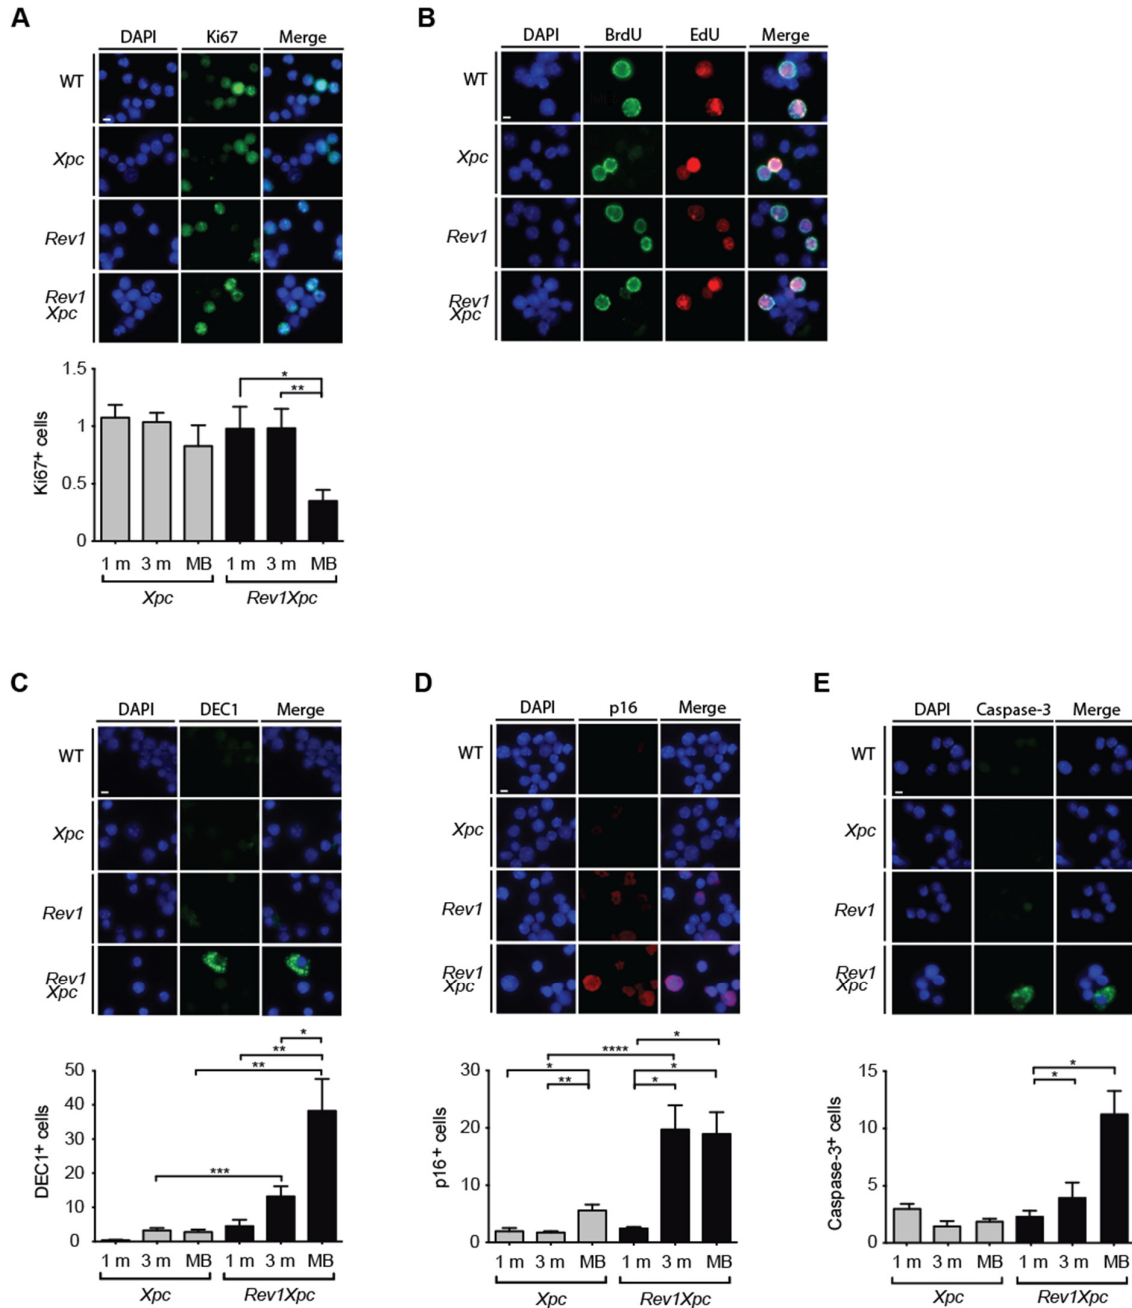 A
DAPI Ki67 Merge
WT
Xpc
Rev1
Rev1
Xpc
1.5
1
0.5
0
Ki67+ cells
* 
**
1 m 3 m MB 1 m 3 m MB
Xpc Rev1Xpc
B
DAPI BrdU EdU Merge
WT
Xpc
Rev1
Rev1
Xpc
C
DAPI DEC1 Merge
WT
Xpc
Rev1
Rev1
Xpc
*
**
**
***
50
40
30
20
10
0
DEC1+ cells
1 m 3 m MB 1 m 3 m MB
Xpc Rev1Xpc
D
DAPI p16 Merge
WT
Xpc
Rev1
Rev1
Xpc
*
****
* *
** *
30
20
10
0
p16+ cells
1 m 3 m MB 1 m 3 m MB
Xpc Rev1Xpc
E
DAPI Caspase-3 Merge
WT
Xpc
Rev1
Rev1
Xpc
*
*
15
10
5
0
Caspase-3+ cells
1 m 3 m MB 1 m 3 m MB
Xpc Rev1Xpc